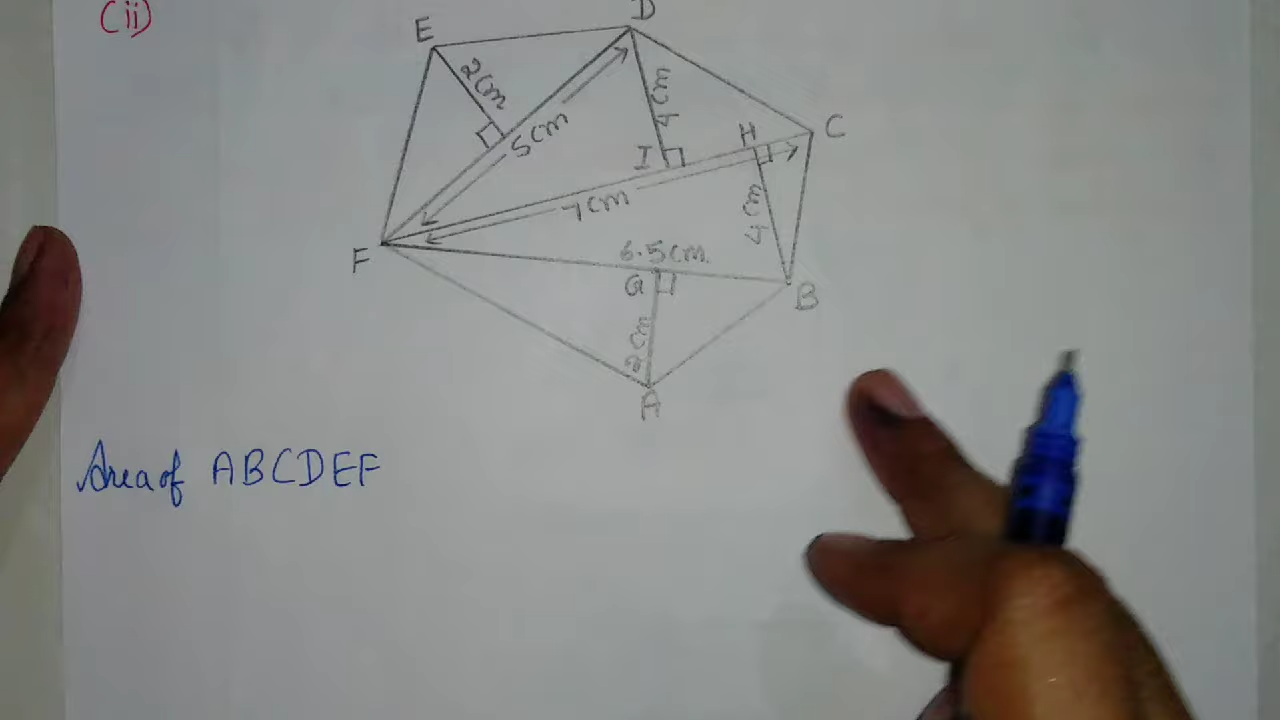 (ii)
D
E
2cm
4cm
5cm
C
H
I
7cm
4cm
F
6.5cm.
G
B
2cm
A
Area of ABCDEF